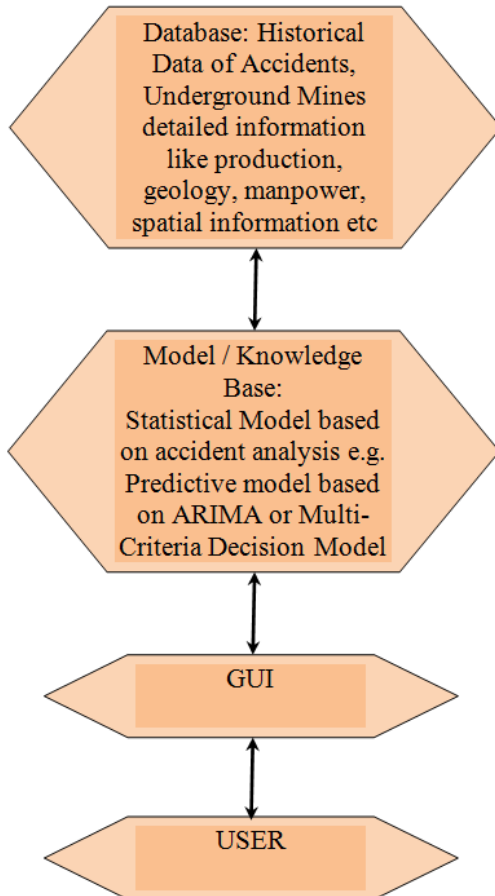 Database: Historical
Data of Accidents,
Underground Mines
detailed information
like production,
geology, manpower,
spatial information etc
Model / Knowledge
Base:
Statistical Model based
on accident analysis e.g.
Predictive model based
on ARIMA or Multi-
Criteria Decision Model
GUI
USER